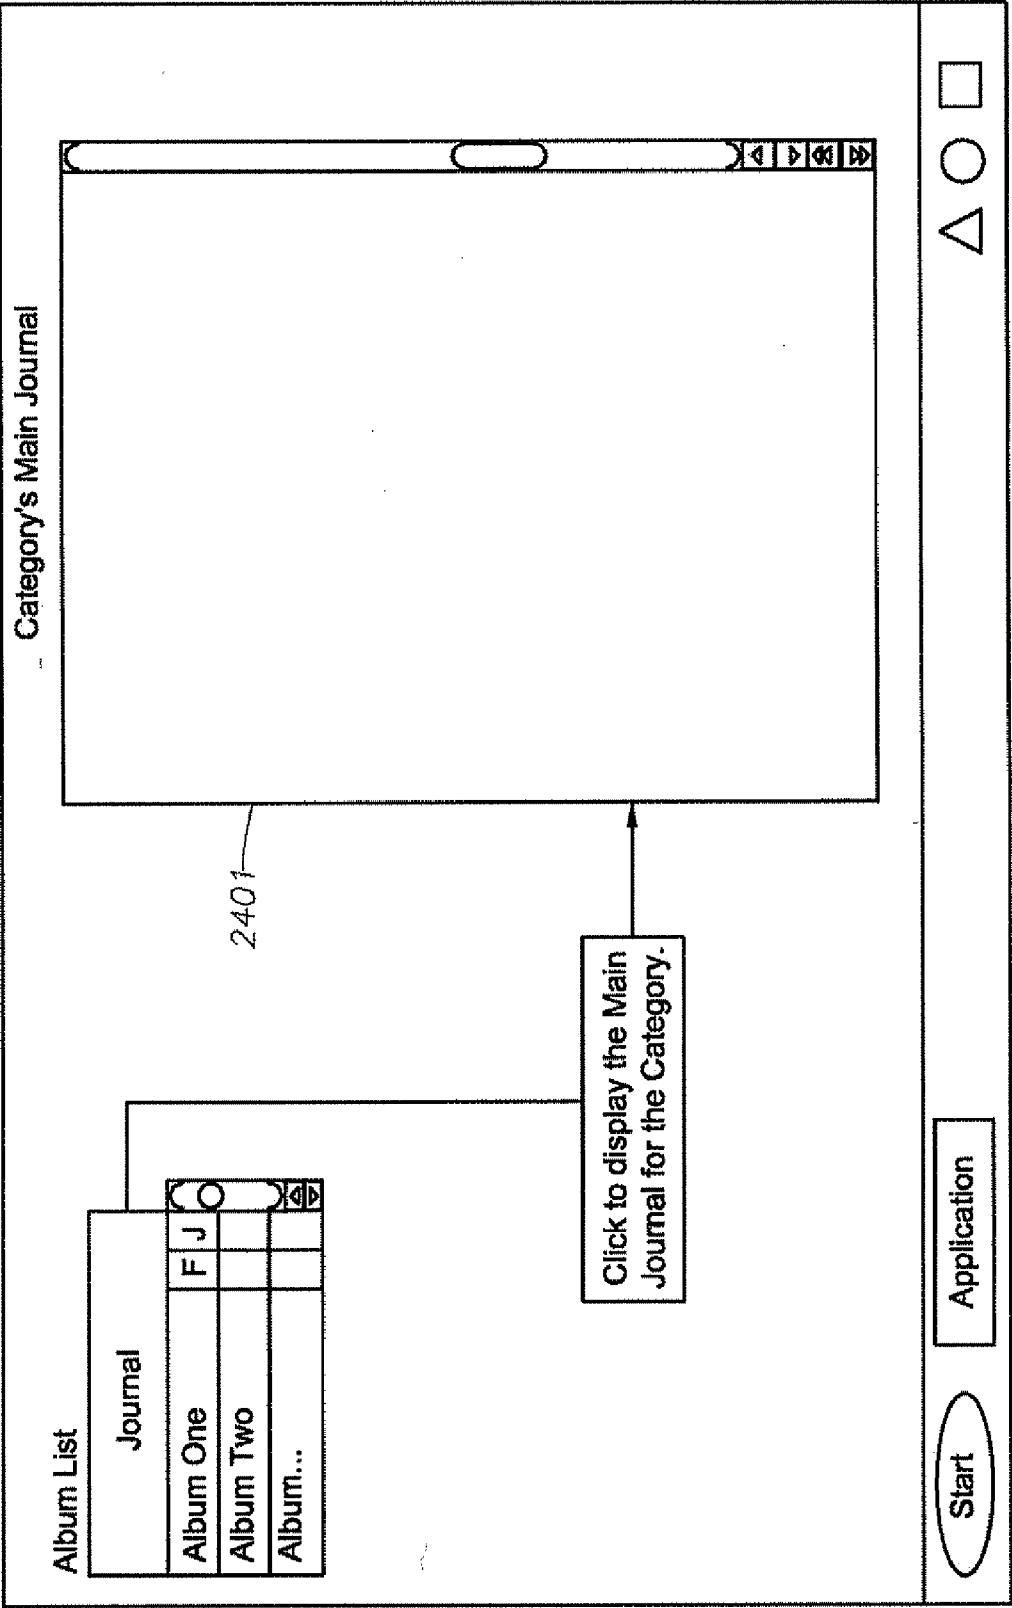 Category's Main Journal
Album List
Journal
Album One F J
Album Two
Album...
2401
Click to display the Main
Journal for the Category.
Start
Application